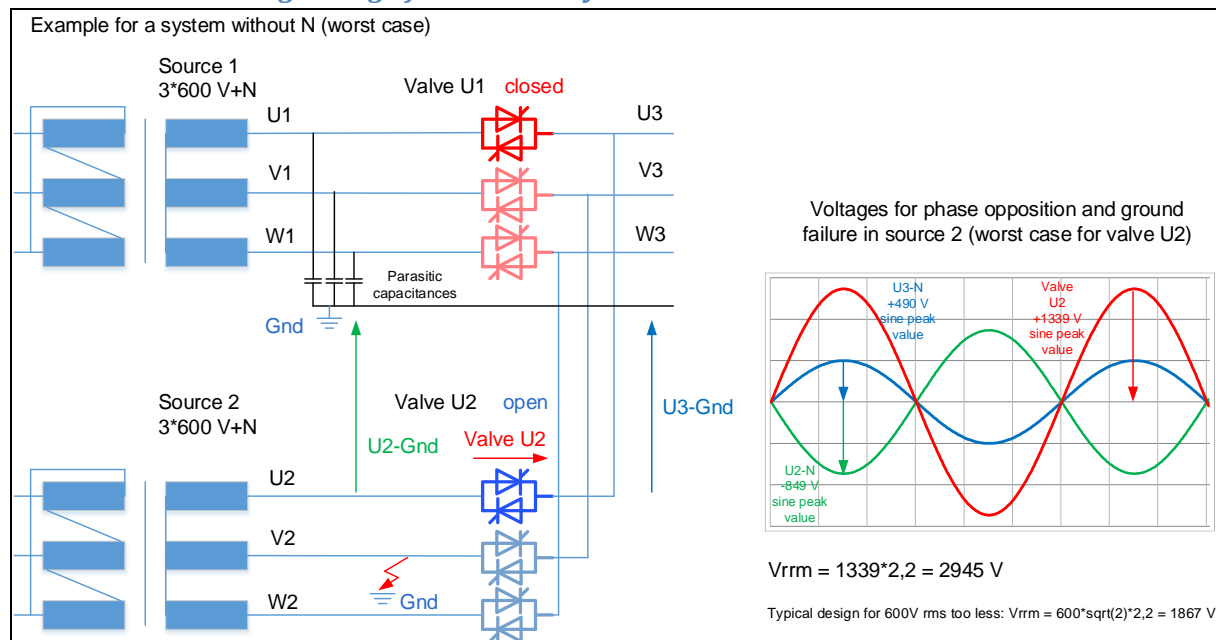 Example for a system without N (worst case)
Source 1
3*600 V+N
Valve U1 closed
U1
U3
V1
V3
W1
W3
Parasitic
capacitances
Gnd
Source 2
3*600 V+N
Valve U2 open
U2-Gnd
Valve U2
U3-Gnd
U2
V2
Gnd
W2
Voltages for phase opposition and ground
failure in source 2 (worst case for valve U2)
U3-N
+490 V
sine peak
value
Valve
U2
+1339 V
sine peak
value
U2-N
-849 V
sine peak
value
Vrrm = 1339*2,2 = 2945 V
Typical design for 600V rms too less: Vrrm = 600*sqrt(2)*2,2 = 1867 V